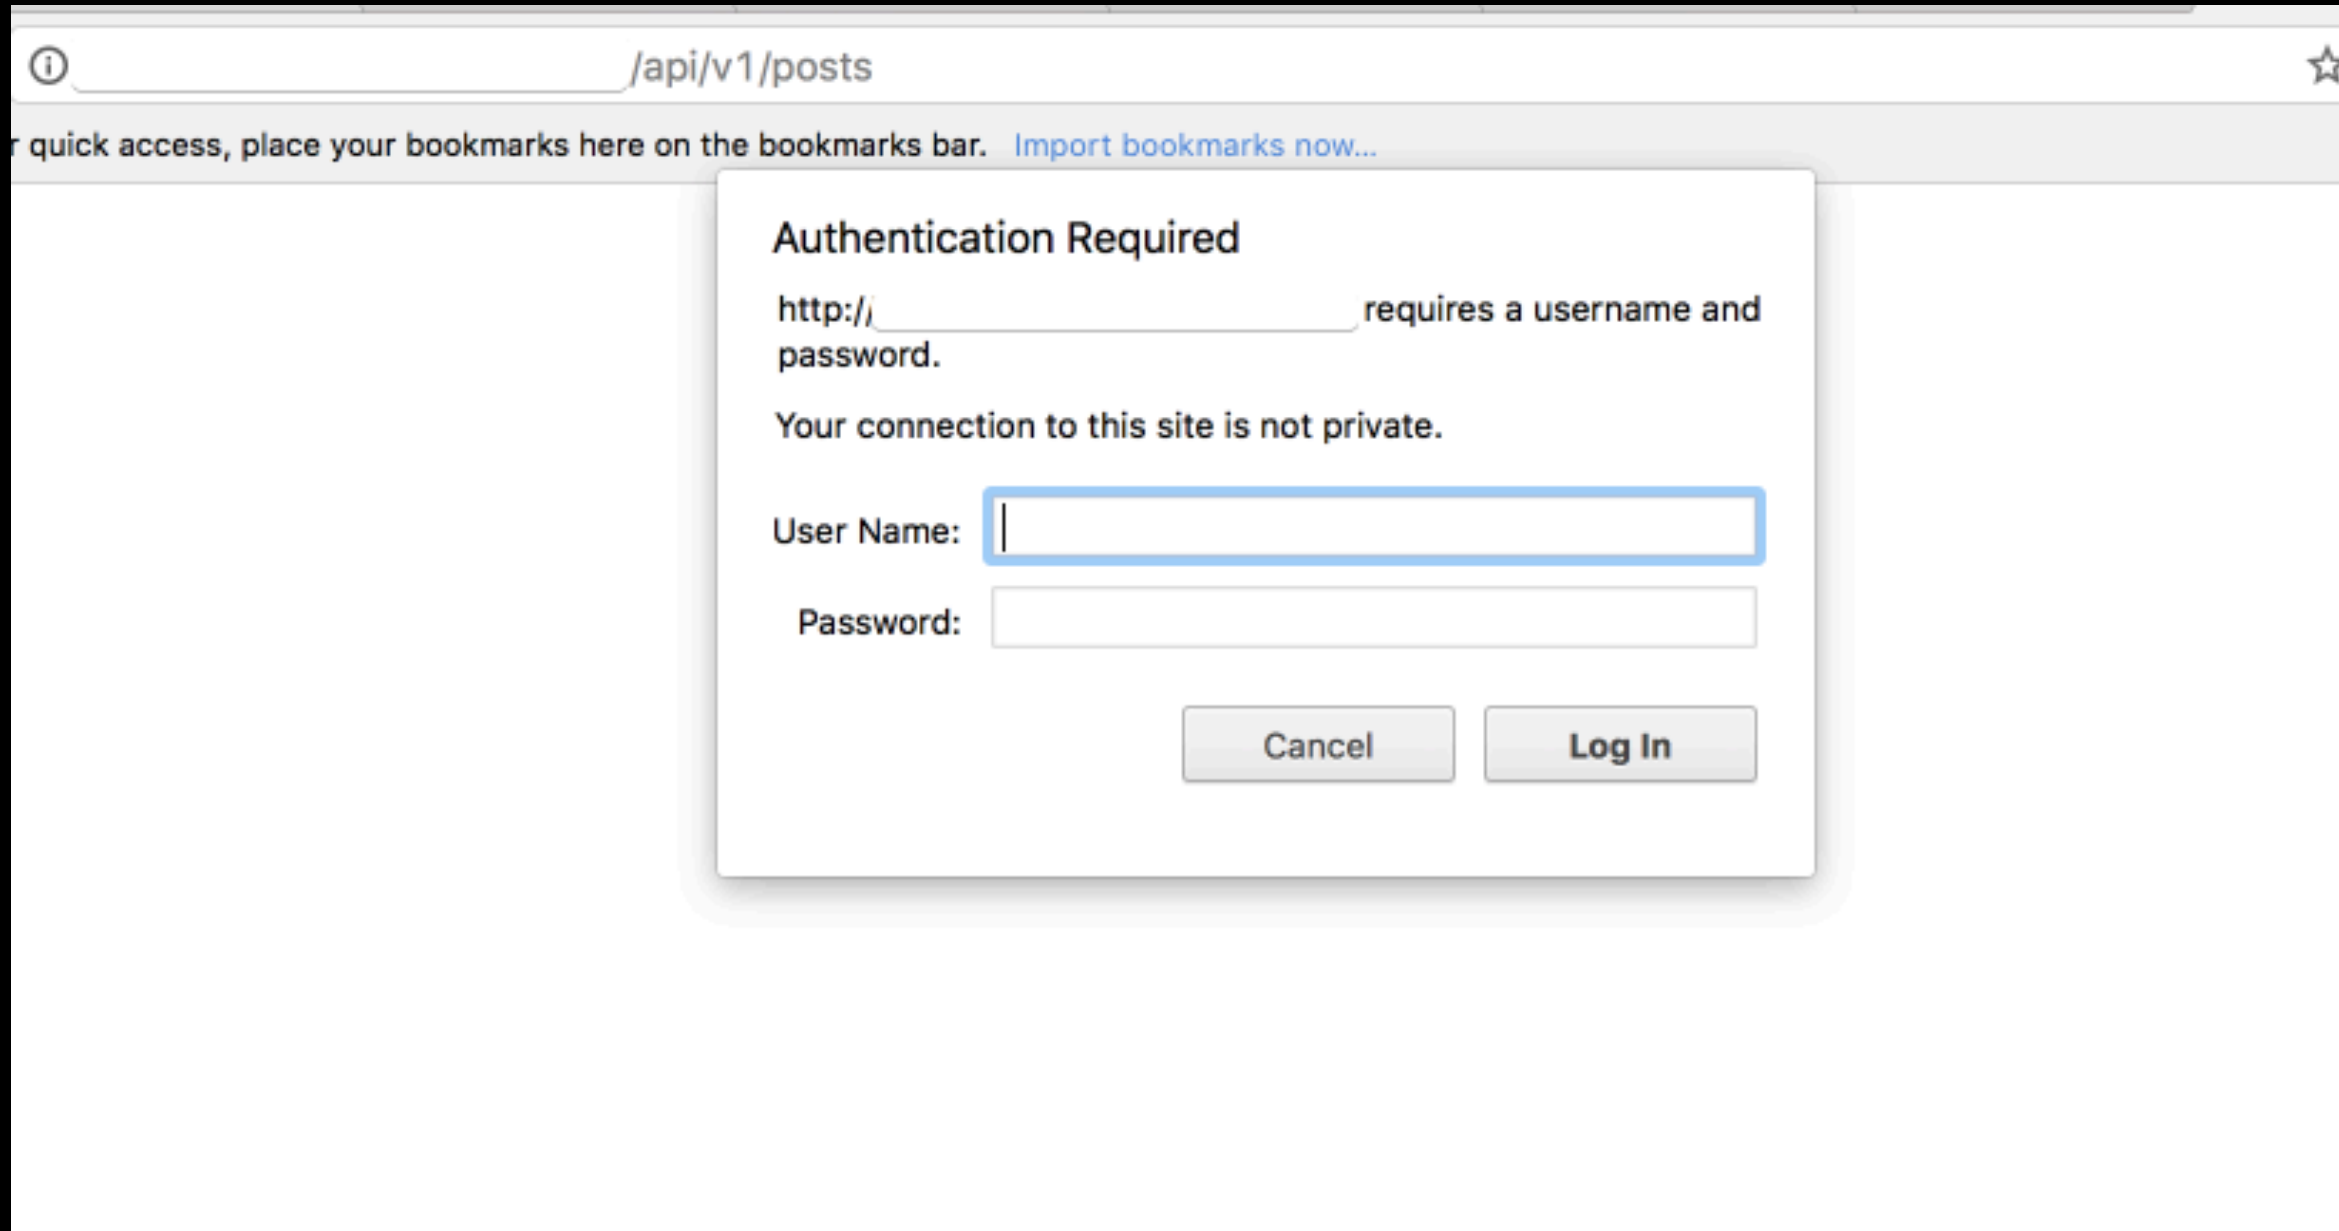 /api/v1/posts
r quick access, place your bookmarks here on the bookmarks bar. Import bookmarks now...
Authentication Required
http:// requires a username and
password.
Your connection to this site is not private.
User Name:
Password:
Cancel Log In